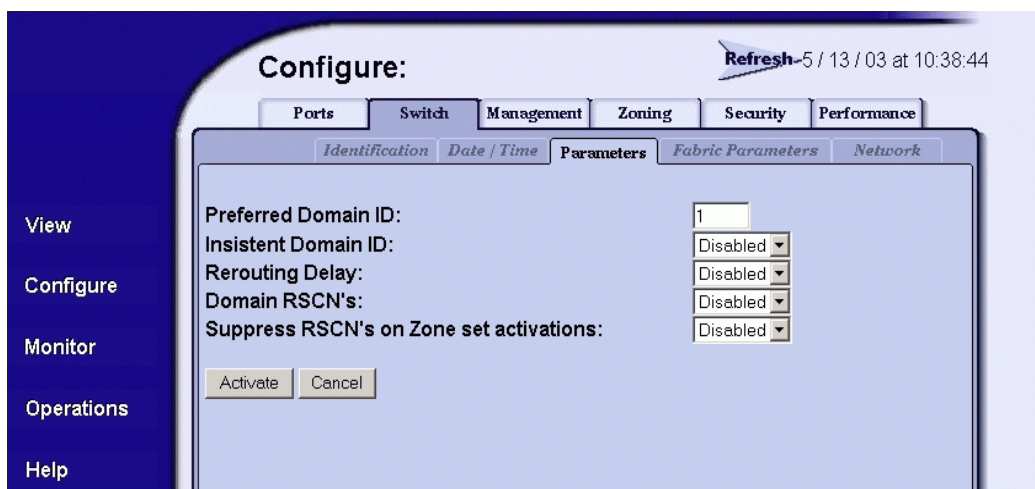 Configure:
Refresh-5 / 13 / 03 at 10:38:44
Ports Switch Management Zoning Security Performance
Identification Date / Time Parameters Fabric Parameters Network
View
Configure
Monitor
Operations
Help
Preferred Domain ID: 1
Insistent Domain ID: Disabled
Rerouting Delay: Disabled
Domain RSCN's: Disabled
Suppress RSCN's on Zone set activations: Disabled
Activate Cancel